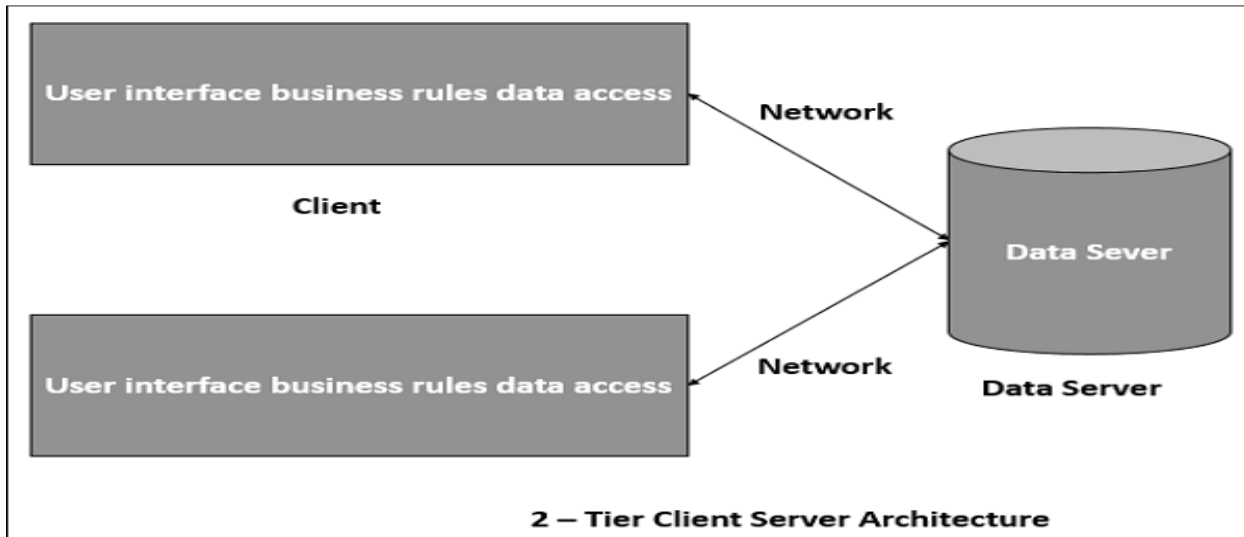 User interface business rules data access
Network
Client
Data Sever
User interface business rules data access
Network
Data Server
2 – Tier Client Server Architecture